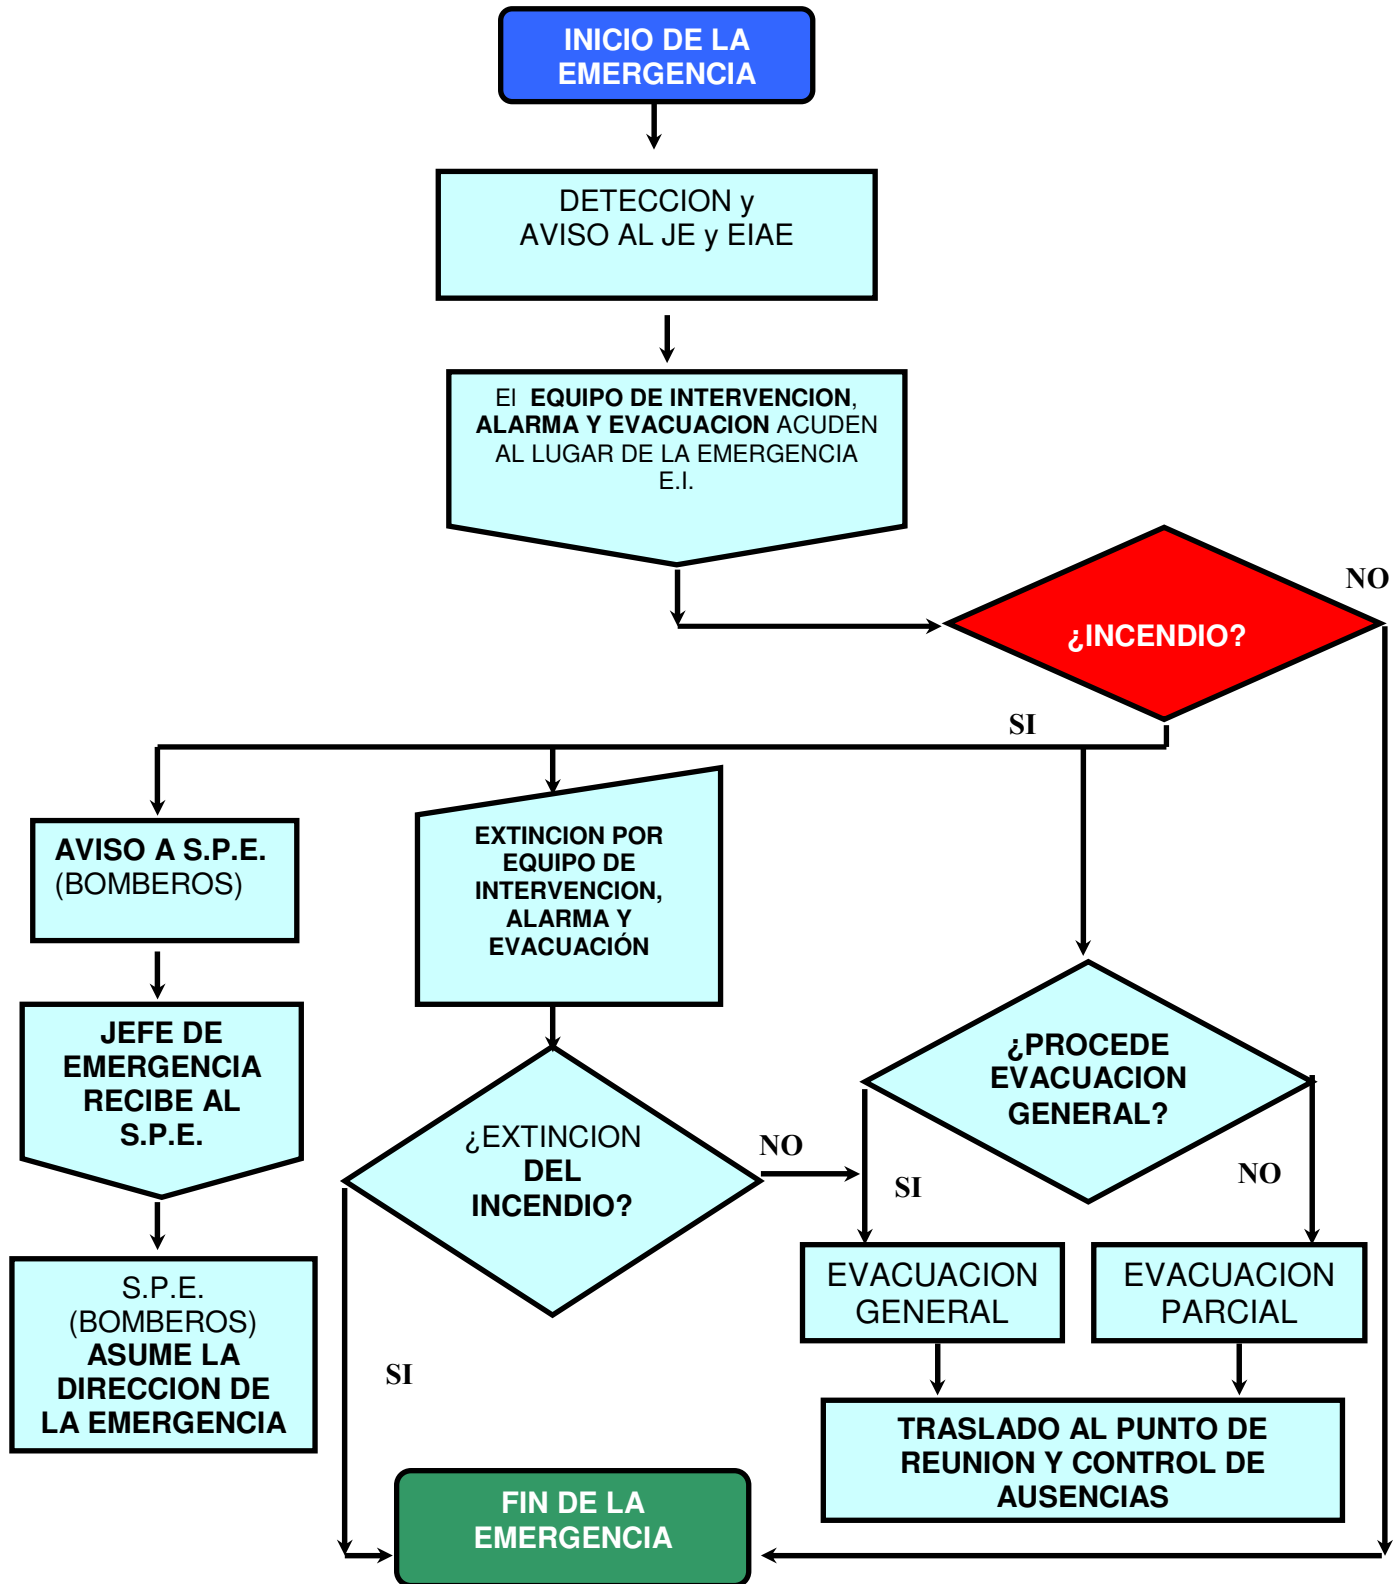 INICIO DE LA
EMERGENCIA
DETECCION y
AVISO AL JE y EIAE
El EQUIPO DE INTERVENCION,
ALARMA Y EVACUACION ACUDEN
AL LUGAR DE LA EMERGENCIA
E.I.
NO
¿INCENDIO?
SI
AVISO A S.P.E.
(BOMBEROS)
EXTINCION POR
EQUIPO DE
INTERVENCION,
ALARMA Y
EVACUACIÓN
JEFE DE
EMERGENCIA
RECIBE AL
S.P.E.
¿PROCEDE
EVACUACION
GENERAL?
¿EXTINCION
DEL
INCENDIO?
NO
SI
NO
S.P.E.
(BOMBEROS)
ASUME LA
DIRECCION DE
LA EMERGENCIA
EVACUACION
GENERAL
EVACUACION
PARCIAL
SI
TRASLADO AL PUNTO DE
REUNION Y CONTROL DE
AUSENCIAS
FIN DE LA
EMERGENCIA